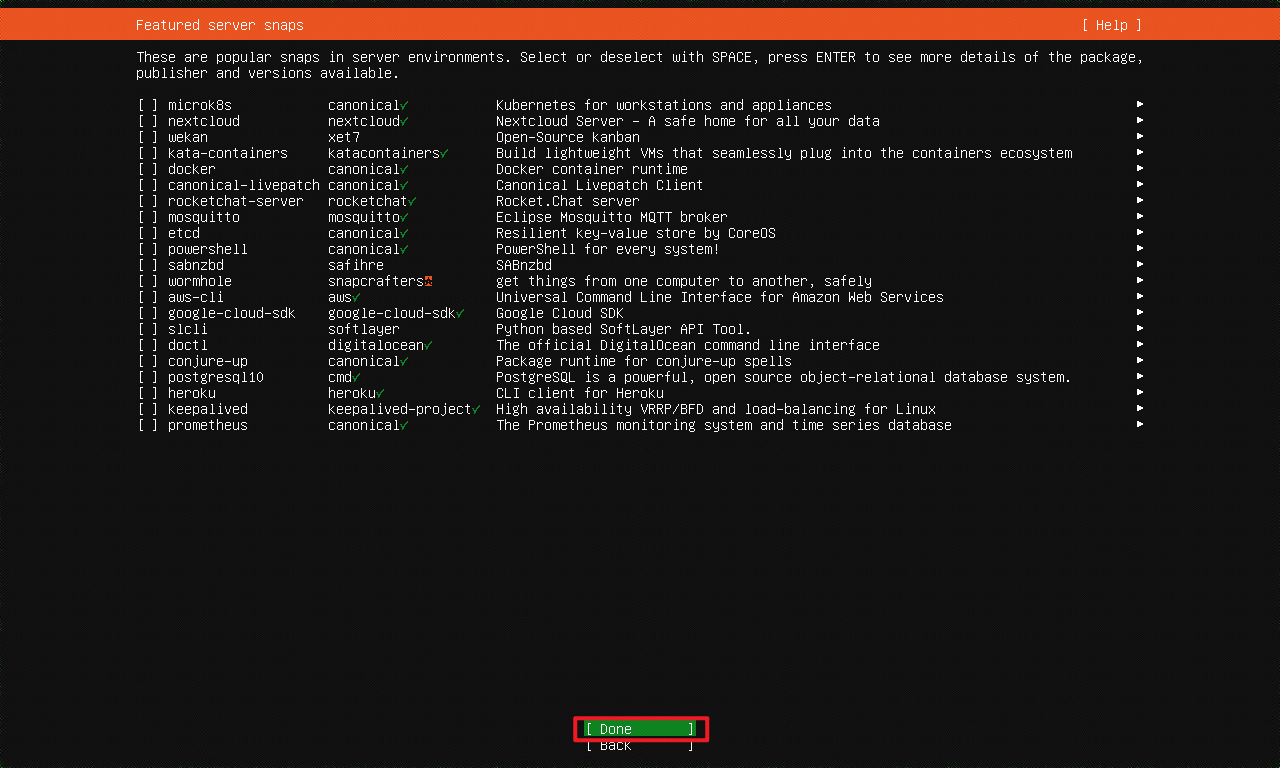 Featured server snaps [ Help ]
These are popular snaps in server environments. Select or deselect with SPACE, press ENTER to see more details of the package,
publisher and versions available.
[ ] microk8s canonical✓ Kubernetes for workstations and appliances ▸
[ ] nextcloud nextcloud✓ Nextcloud Server - A safe home for all your data ▸
[ ] wekan xet7 Open-Source kanban ▸
[ ] kata-containers katacontainers✓ Build lightweight VMs that seamlessly plug into the containers ecosystem ▸
[ ] docker canonical✓ Docker container runtime ▸
[ ] canonical-livepatch canonical✓ Canonical Livepatch Client ▸
[ ] rocketchat-server rocketchat✓ Rocket.Chat server ▸
[ ] mosquitto mosquitto✓ Eclipse Mosquitto MQTT broker ▸
[ ] etcd canonical✓ Resilient key-value store by CoreOS ▸
[ ] powershell canonical✓ PowerShell for every system! ▸
[ ] sabnzbd safihre SABnzbd ▸
[ ] wormhole snapcrafters get things from one computer to another, safely ▸
[ ] aws-cli aws✓ Universal Command Line Interface for Amazon Web Services ▸
[ ] google-cloud-sdk google-cloud-sdk✓ Google Cloud SDK ▸
[ ] slcli softlayer Python based SoftLayer API Tool. ▸
[ ] doctl digitalocean✓ The official DigitalOcean command line interface ▸
[ ] conjure-up canonical✓ Package runtime for conjure-up spells ▸
[ ] postgresql10 cmd✓ PostgreSQL is a powerful, open source object-relational database system. ▸
[ ] heroku heroku✓ CLI client for Heroku ▸
[ ] keepalived keepalived-project✓ High availability VRRP/BFD and load-balancing for Linux ▸
[ ] prometheus canonical✓ The Prometheus monitoring system and time series database ▸
[ Done ]
[ Back ]